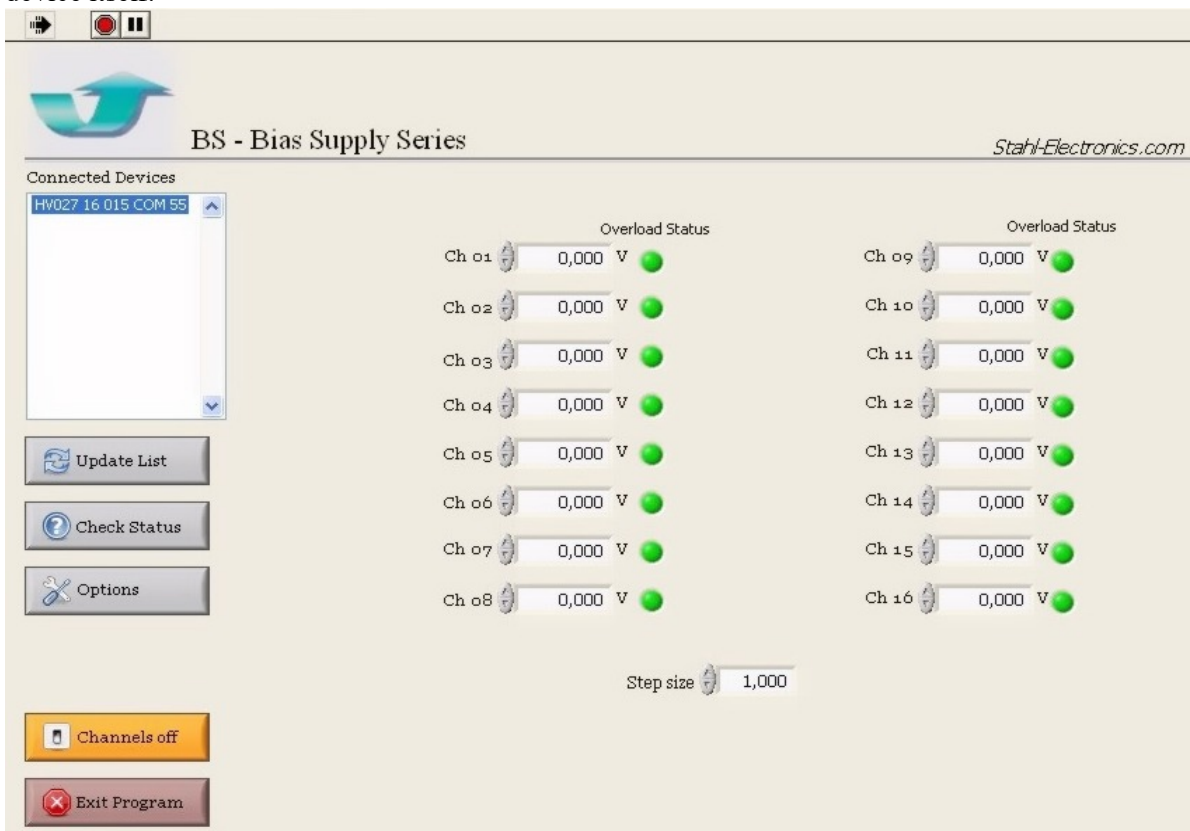 BS - Bias Supply Series
Stahl-Electronics.com
Connected Devices
HV027 16 015 COM 55
Update List
Check Status
Options
Channels off
Exit Program
Overload Status
Ch 01 0,000 V
Ch 02 0,000 V
Ch 03 0,000 V
Ch 04 0,000 V
Ch 05 0,000 V
Ch 06 0,000 V
Ch 07 0,000 V
Ch 08 0,000 V
Overload Status
Ch 09 0,000 V
Ch 10 0,000 V
Ch 11 0,000 V
Ch 12 0,000 V
Ch 13 0,000 V
Ch 14 0,000 V
Ch 15 0,000 V
Ch 16 0,000 V
Step size 1,000